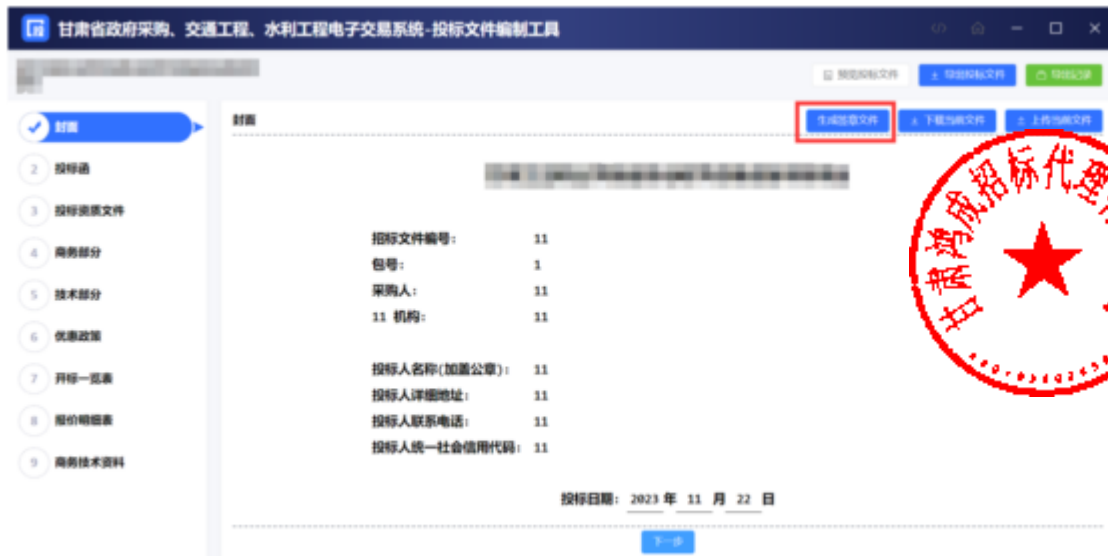 甘肃省政府采购、交通工程、水利工程电子交易系统-投标文件编制工具
预览投标文件 导出投标文件 导出记录
封面
2 投标函
3 投标资质文件
4 商务部分
5 技术部分
6 优惠政策
7 开标一览表
8 报价明细表
9 商务技术资料
封面 生成签章文件 下载当前文件 上传当前文件
招标文件编号： 11
包号： 1
采购人： 11
11 机构： 11
投标人名称(加盖公章)： 11
投标人详细地址： 11
投标人联系电话： 11
投标人统一社会信用代码： 11
投标日期： 2023 年 11 月 22 日
下一步
甘肃鸿成招标代理